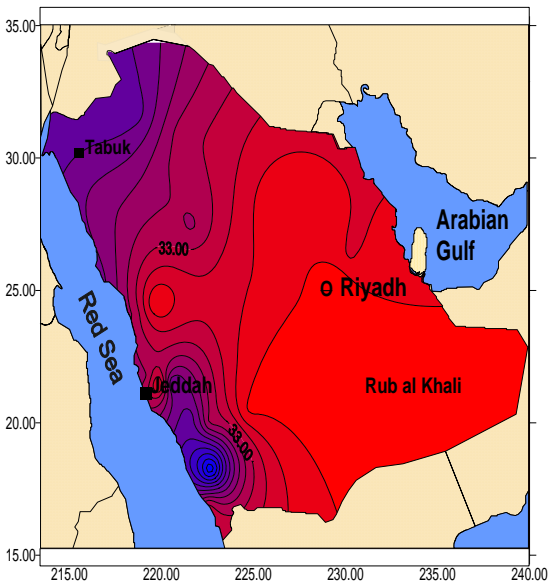 35.00
30.00
25.00
20.00
15.00
Tabuk
Arabian
Gulf
33.00
Riyadh
Red Sea
Jeddah
Rub al Khali
33.00
215.00 220.00 225.00 230.00 235.00 240.00